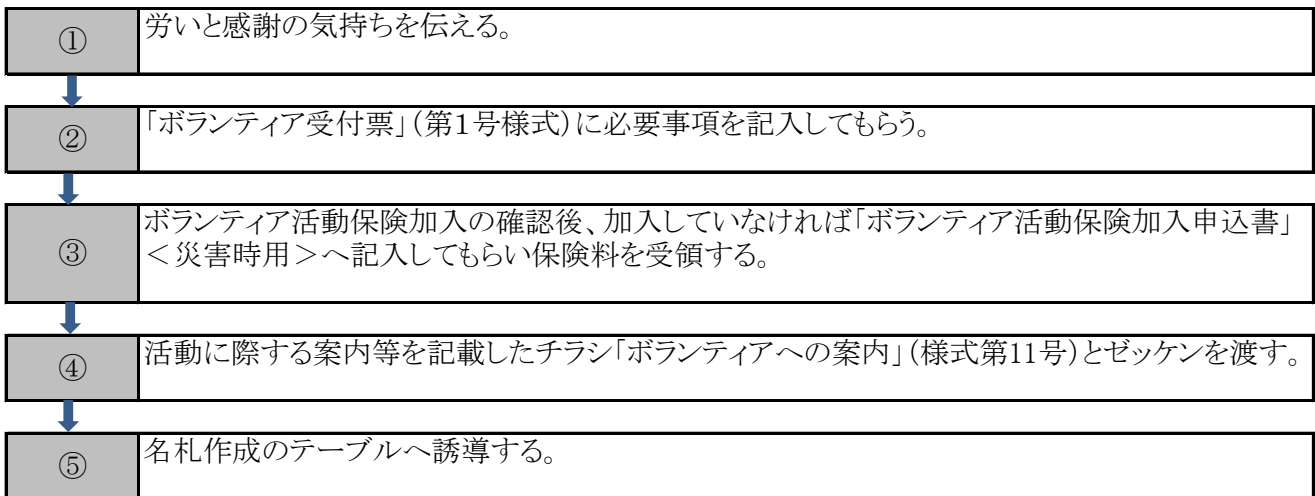 ①
労いと感謝の気持ちを伝える。
②
「ボランティア受付票」（第１号様式）に必要事項を記入してもらう。
③
ボランティア活動保険加入の確認後、加入していなければ「ボランティア活動保険加入申込書」
＜災害時用＞へ記入してもらい保険料を受領する。
④
活動に際する案内等を記載したチラシ「ボランティアへの案内」（様式第11号）とゼッケンを渡す。
⑤
名札作成のテーブルへ誘導する。